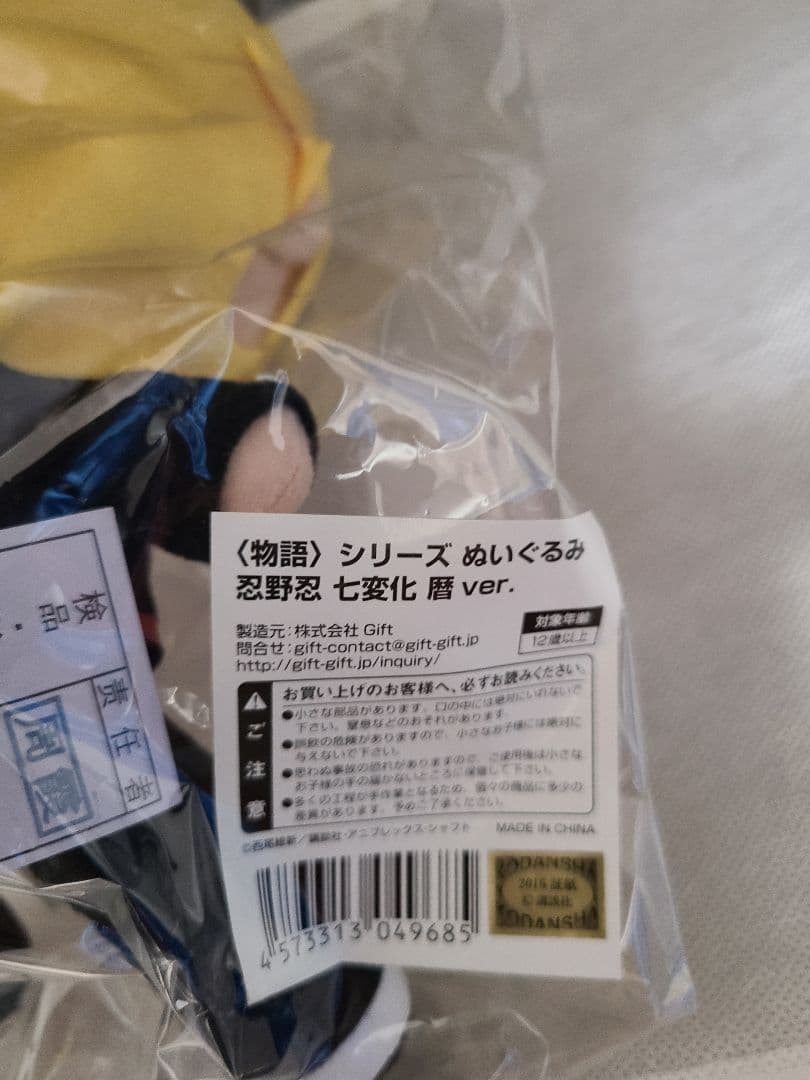 〈物語〉シリーズ ぬいぐるみ
忍野忍 七変化 暦 ver.
製造元:株式会社 Gift
問合せ:gift-contact@gift-gift.jp
http://gift-gift.jp/inquiry/
対象年齢
12歳以上
ご注意
お買い上げのお客様へ、必ずお読みください。
●小さな部品があります。口の中には絶対にいれないで
下さい。窒息などのおそれがあります。
●誤飲の危険がありますので、小さなお子様には絶対に
与えないで下さい。
●思わぬ事故の恐れがありますので、ご使用後は小さな
お子様の手の届かないところに保管して下さい。
●多くの工程が手作業となるため、個々の商品に多少の
差異があります。予めご了承ください。
©西尾維新/講談社・アニプレックス・シャフト
MADE IN CHINA
4573313049685
KODANSHA
2016 証紙
©講談社
KODANSHA
検品
責任者